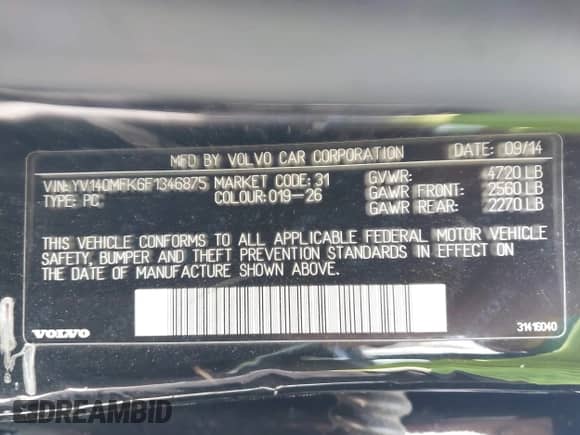 MFD BY VOLVO CAR CORPORATION DATE: 09/14
VIN: YV140MFK6F1346875 MARKET CODE: 31 GVWR: 4720 LB
TYPE: PC COLOUR: 019-26 GAWR FRONT: 2560 LB
GAWR REAR: 2270 LB
THIS VEHICLE CONFORMS TO ALL APPLICABLE FEDERAL MOTOR VEHICLE
SAFETY, BUMPER AND THEFT PREVENTION STANDARDS IN EFFECT ON
THE DATE OF MANUFACTURE SHOWN ABOVE.
VOLVO 31416040
DREAMBID